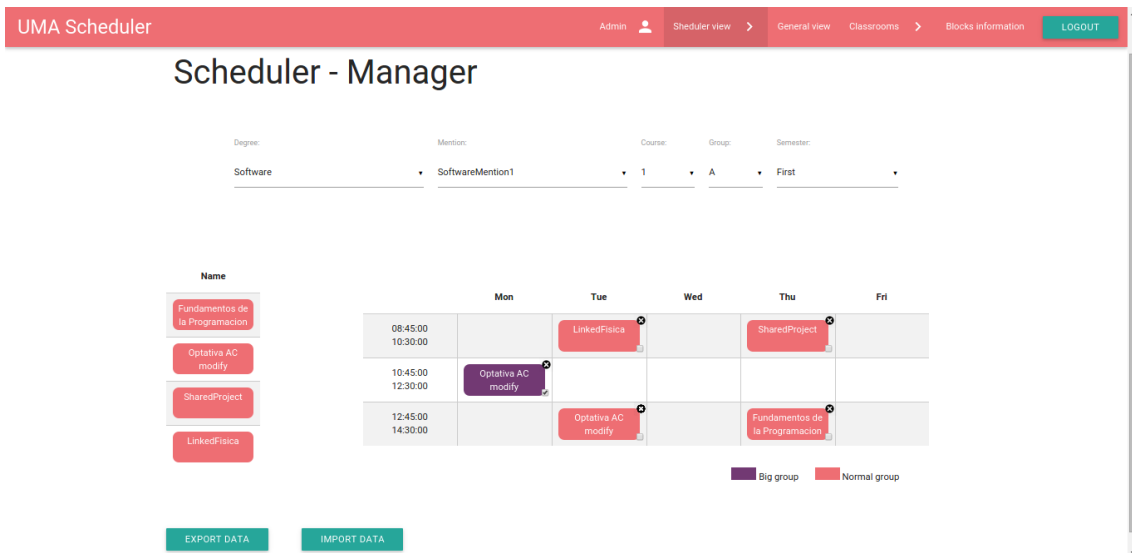 UMA Scheduler
Admin
Sheduler view
General view
Classrooms
Blocks information
LOGOUT
Scheduler - Manager
Degree:
Mention:
Course:
Group:
Semester:
Software
SoftwareMention1
1
A
First
Name
Fundamentos de
la Programacion
Optativa AC
modify
SharedProject
LinkedFisica
Mon
Tue
Wed
Thu
Fri
08:45:00
10:30:00
LinkedFisica
SharedProject
10:45:00
12:30:00
Optativa AC
modify
12:45:00
14:30:00
Optativa AC
modify
Fundamentos de
la Programacion
Big group
Normal group
EXPORT DATA
IMPORT DATA